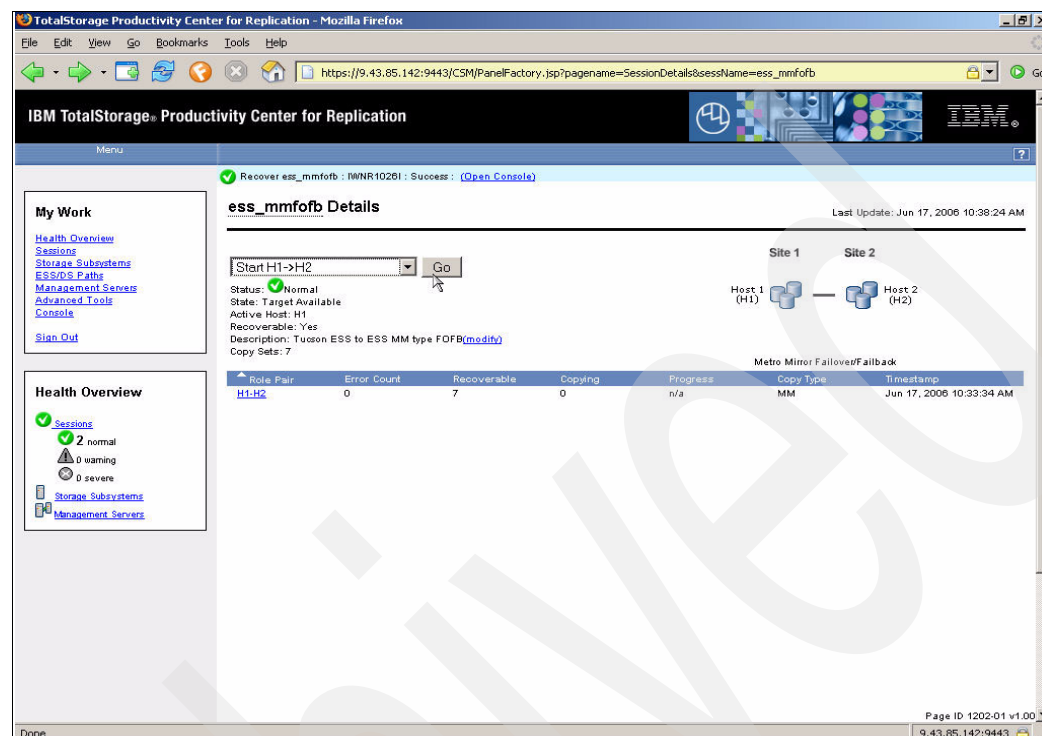 TotalStorage Productivity Center for Replication - Mozilla Firefox
File Edit View Go Bookmarks Tools Help
https://9.43.85.142:9443/CSM/PanelFactory.jsp?pagename=SessionDetails&sessName=ess_mmfofb
IBM TotalStorage® Productivity Center for Replication
IBM®
Menu
?
Recover ess_mmfofb : IWNR1026I : Success : (Open Console)
My Work
Health Overview
Sessions
Storage Subsystems
ESS/DS Paths
Management Servers
Advanced Tools
Console
Sign Out
Health Overview
Sessions
2 normal
0 warning
0 severe
Storage Subsystems
Management Servers
ess_mmfofb Details
Last Update: Jun 17, 2006 10:38:24 AM
Start H1->H2 Go
Status: Normal
State: Target Available
Active Host: H1
Recoverable: Yes
Description: Tucson ESS to ESS MM type FOFB(modify)
Copy Sets: 7
Site 1 Site 2
Host 1 (H1)
Host 2 (H2)
Metro Mirror Failover/Failback
Role Pair Error Count Recoverable Copying Progress Copy Type Timestamp
H1-H2 0 7 0 n/a MM Jun 17, 2006 10:33:34 AM
Page ID 1202-01 v1.00
Done 9.43.85.142:9443